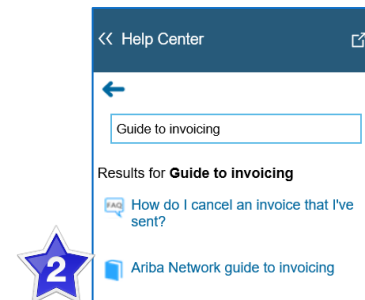 << Help Center
Guide to invoicing
Results for Guide to invoicing
FAQ How do I cancel an invoice that I've
sent?
2
Ariba Network guide to invoicing